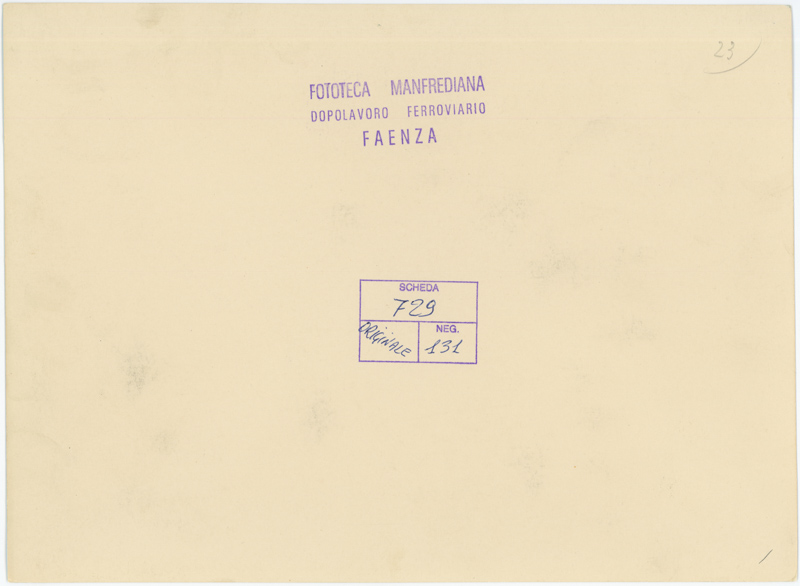 23
FOTOTECA MANFREDIANA
DOPOLAVORO FERROVIARIO
FAENZA
SCHEDA
729
ORIGINALE
NEG.
131